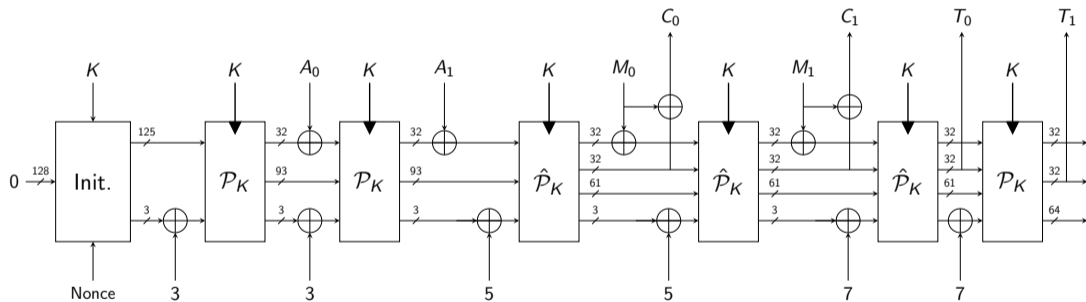 C₀ C₁ T₀ T₁
K K A₀ K A₁ K M₀ K M₁ K K
125 32 32 32 32 32 32
32 32 32
0 128 Init. 𝒫_K 93 𝒫_K 93 𝒫̂_K 𝒫̂_K 𝒫̂_K 𝒫_K 32
61 61 61
3 3 3 3 3 64
Nonce 3 3 5 5 7 7